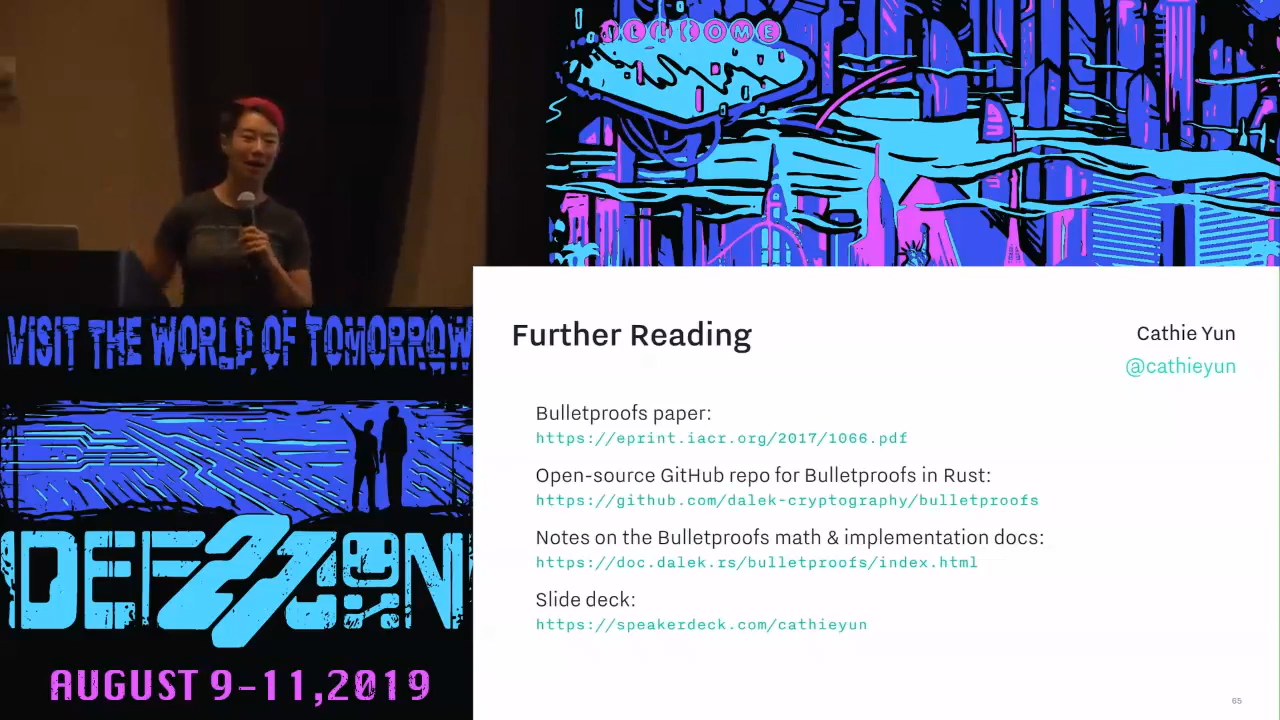 WELCOME
VISIT THE WORLD OF TOMORROW
DEF CON
27
AUGUST 9-11, 2019
Further Reading
Cathie Yun
@cathieyun
Bulletproofs paper:
https://eprint.iacr.org/2017/1066.pdf
Open-source GitHub repo for Bulletproofs in Rust:
https://github.com/dalek-cryptography/bulletproofs
Notes on the Bulletproofs math & implementation docs:
https://doc.dalek.rs/bulletproofs/index.html
Slide deck:
https://speakerdeck.com/cathieyun
65